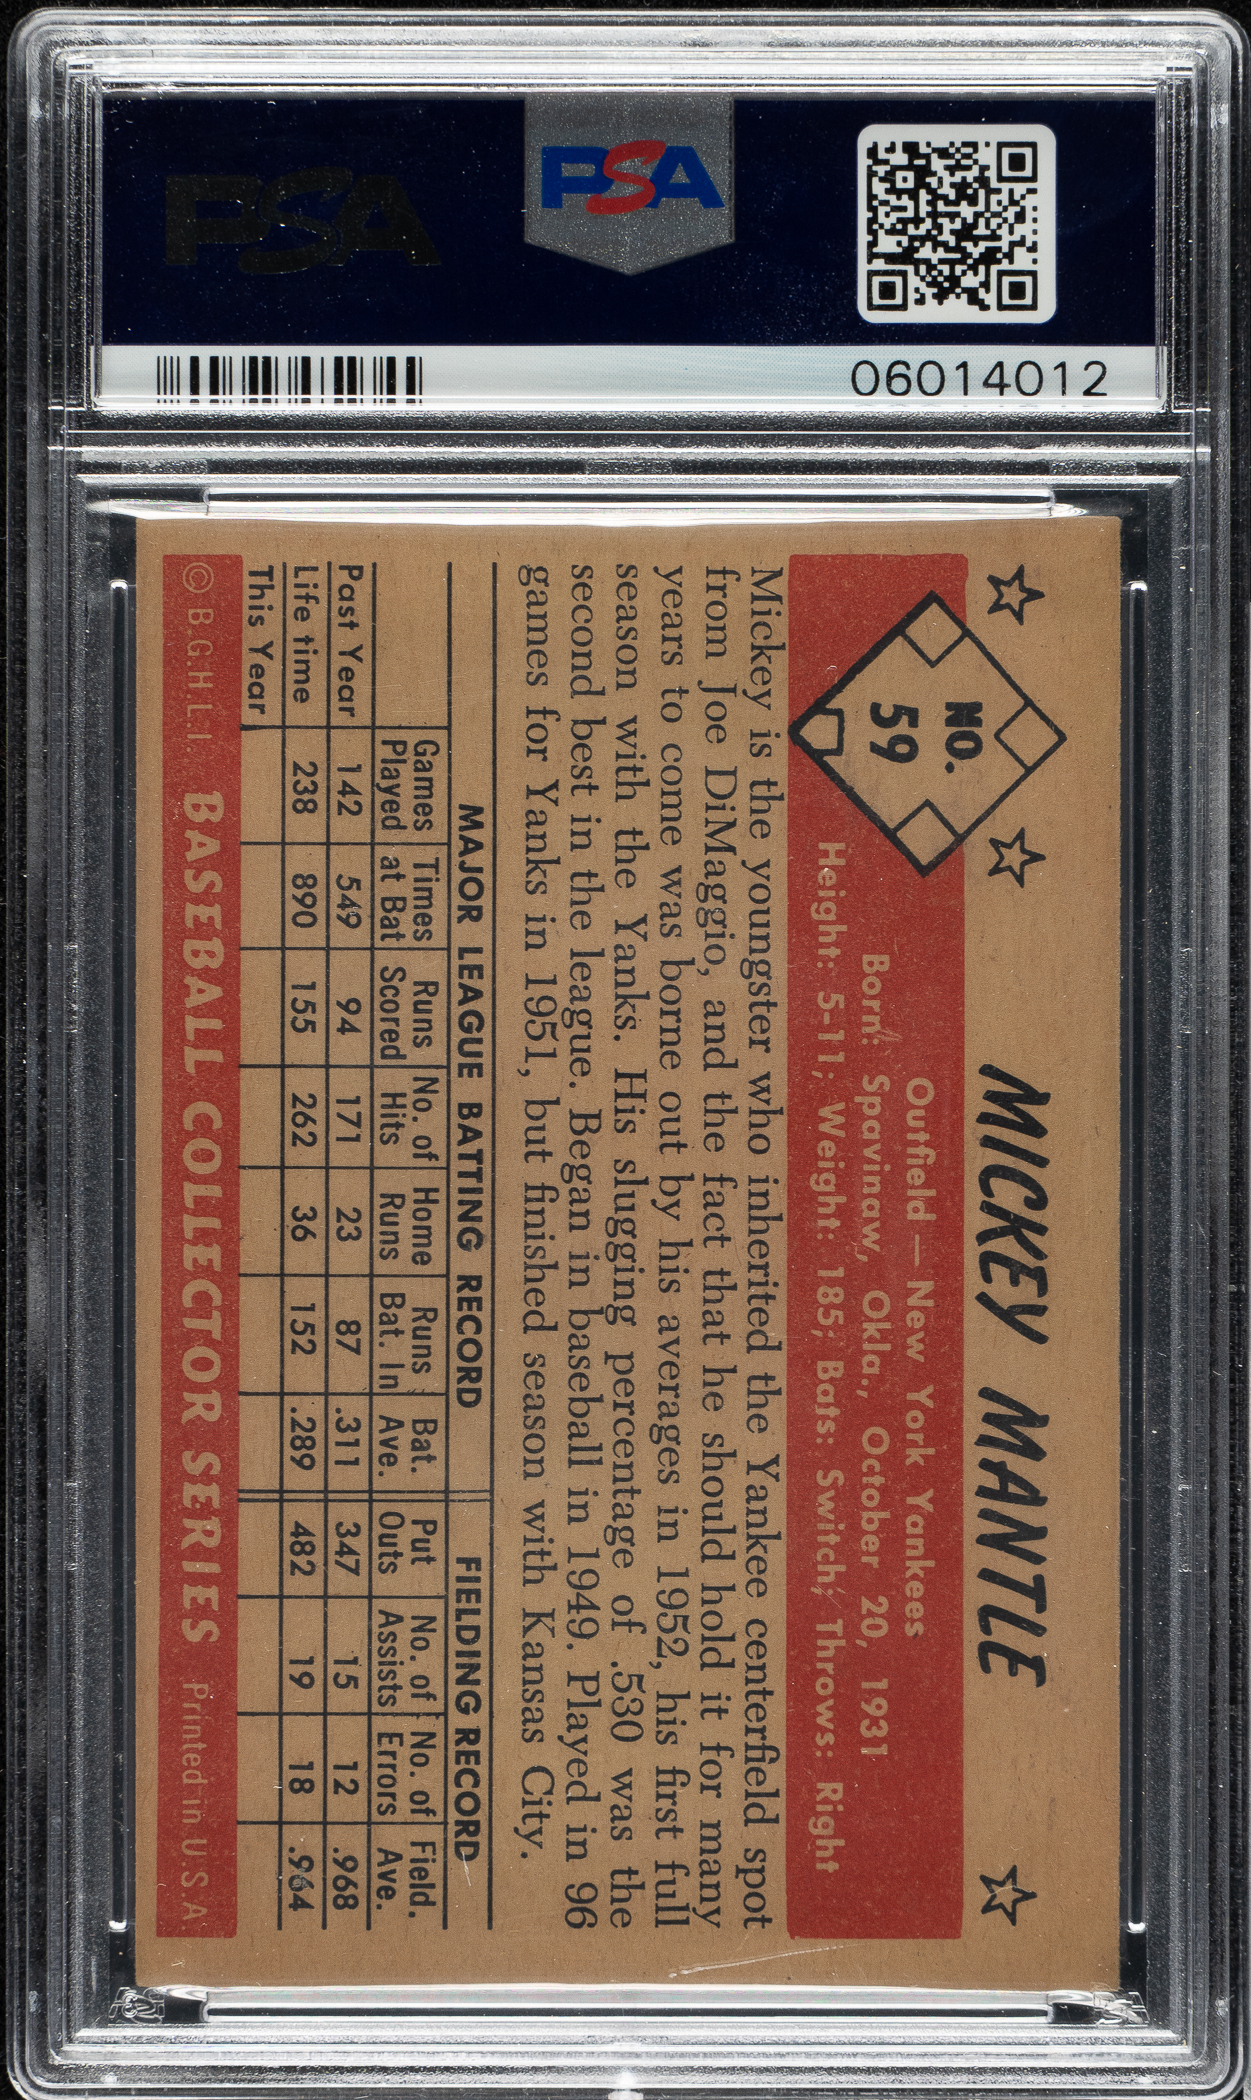 PSA
PSA
06014012
NO.
59
MICKEY MANTLE
Outfield — New York Yankees
Born: Spavinaw, Okla., October 20, 1931
Height: 5-11; Weight: 185; Bats: Switch; Throws: Right
Mickey is the youngster who inherited the Yankee centerfield spot
from Joe DiMaggio, and the fact that he should hold it for many
years to come was borne out by his averages in 1952, his first full
season with the Yanks. His slugging percentage of .530 was the
second best in the league. Began in baseball in 1949. Played in 96
games for Yanks in 1951, but finished season with Kansas City.
MAJOR LEAGUE BATTING RECORD FIELDING RECORD
Games Times Runs No. of Home Runs Bat. Put No. of No. of Field.
Played at Bat Scored Hits Runs Bat. In Ave. Outs Assists Errors Ave.
Past Year 142 549 94 171 23 87 .311 347 15 12 .968
Life time 238 890 155 262 36 152 .289 482 19 18 .964
This Year
© B.G.H.L.I. BASEBALL COLLECTOR SERIES Printed in U.S.A